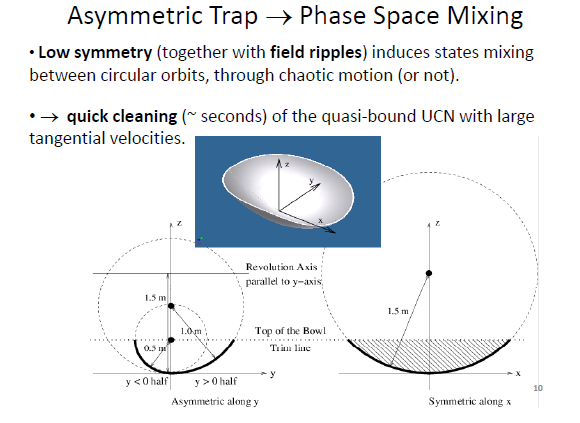 Asymmetric Trap → Phase Space Mixing
• Low symmetry (together with field ripples) induces states mixing
between circular orbits, through chaotic motion (or not).
• → quick cleaning (~ seconds) of the quasi-bound UCN with large
tangential velocities.
z
y
x
z
z
Revolution Axis
parallel to y-axis
1.5 m
1.5 m
1.0 m
Top of the Bowl
0.5 m
Trim line
y < 0 half
y > 0 half
y
x
10
Asymmetric along y
Symmetric along x